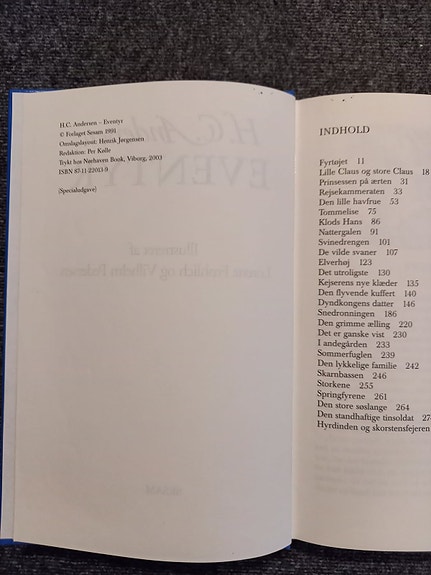 H.C. Andersen – Eventyr
© Forlaget Sesam 1991
Omslagslayout: Henrik Jørgensen
Redaktion: Per Kølle
Trykt hos Nørhaven Book, Viborg, 2003
ISBN 87-11-22013-9
(Specialudgave)
INDHOLD
Fyrtøjet 11
Lille Claus og store Claus 18
Prinsessen på ærten 31
Rejsekammeraten 33
Den lille havfrue 53
Tommelise 75
Klods Hans 86
Nattergalen 91
Svinedrengen 101
De vilde svaner 107
Elverhøj 123
Det utroligste 130
Kejserens nye klæder 135
Den flyvende kuffert 140
Dyndkongens datter 146
Snedronningen 186
Den grimme ælling 220
Det er ganske vist 230
I andegården 233
Sommerfuglen 239
Den lykkelige familie 242
Skarnbassen 246
Storkene 255
Springfyrene 261
Den store søslange 264
Den standhaftige tinsoldat
Hyrdinden og skorstensfejeren